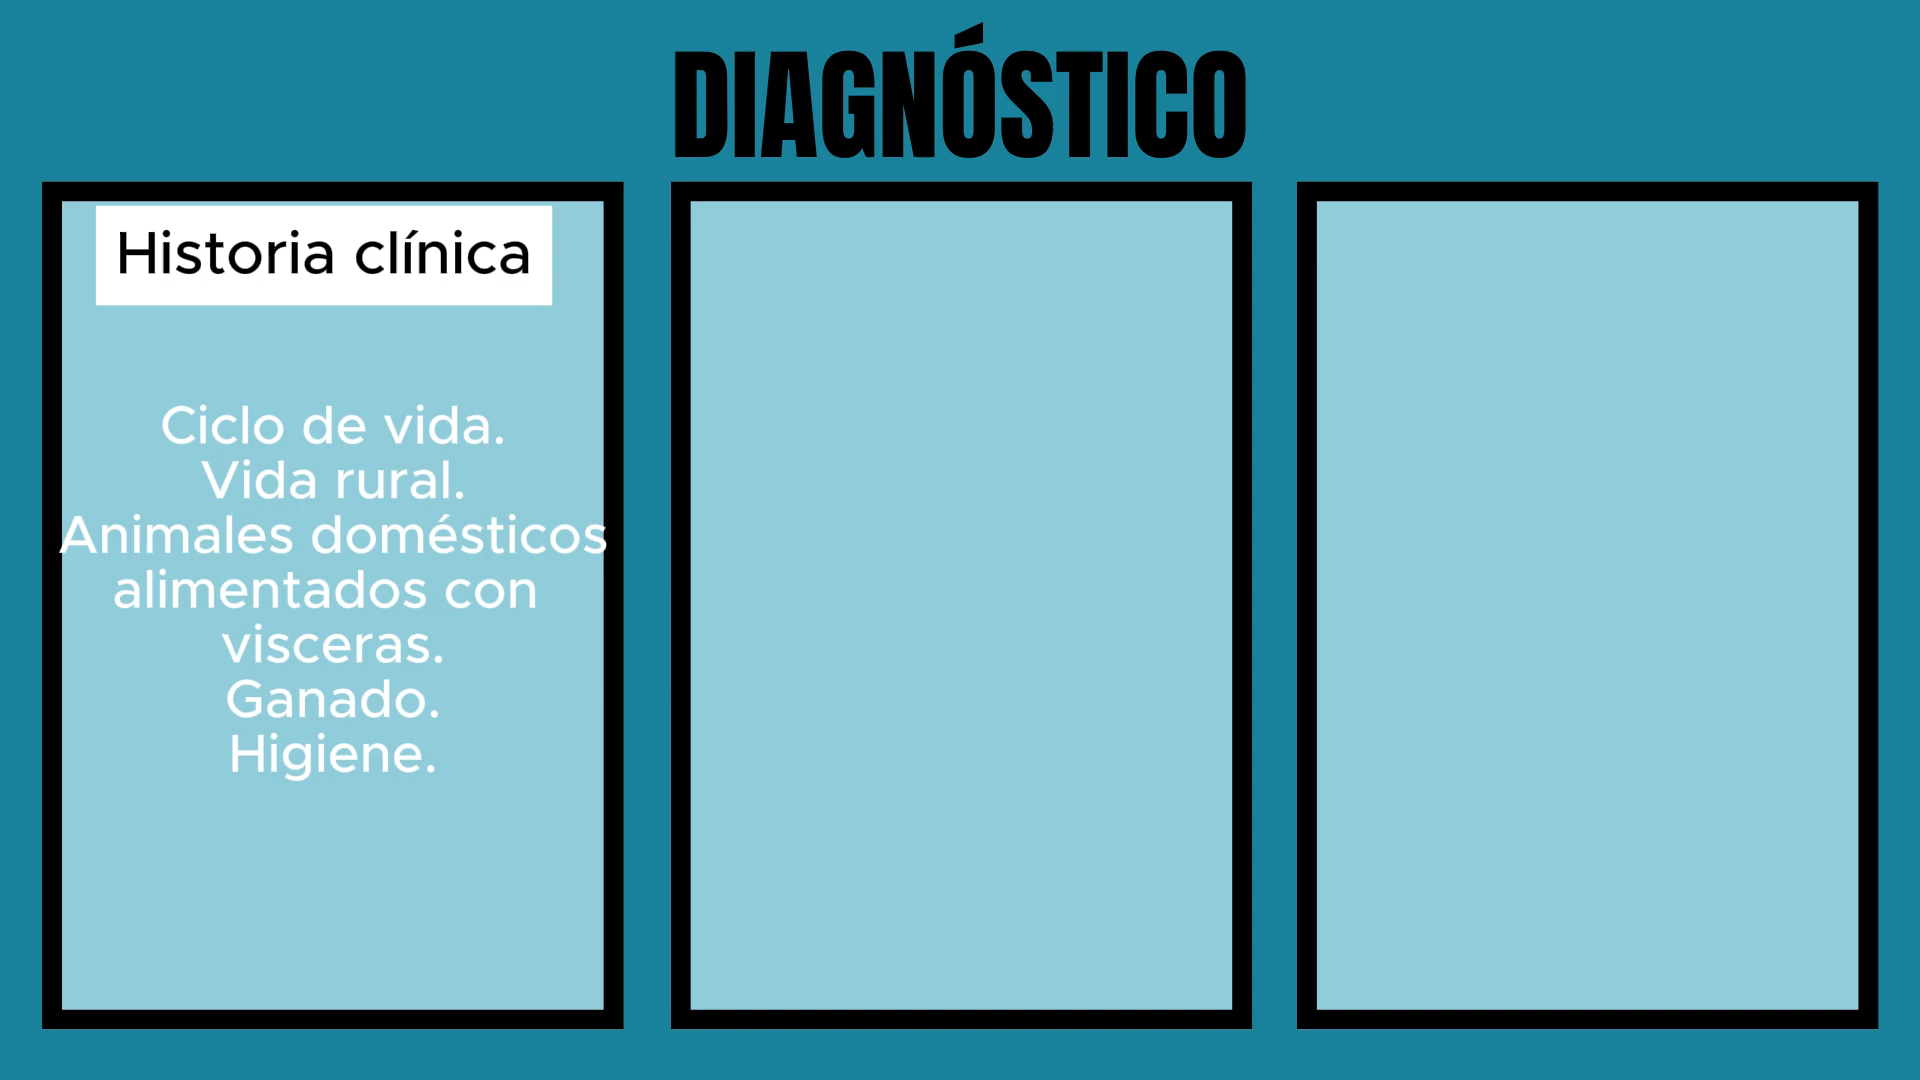 DIAGNÓSTICO
Historia clínica
Ciclo de vida.
Vida rural.
Animales domésticos
alimentados con
visceras.
Ganado.
Higiene.